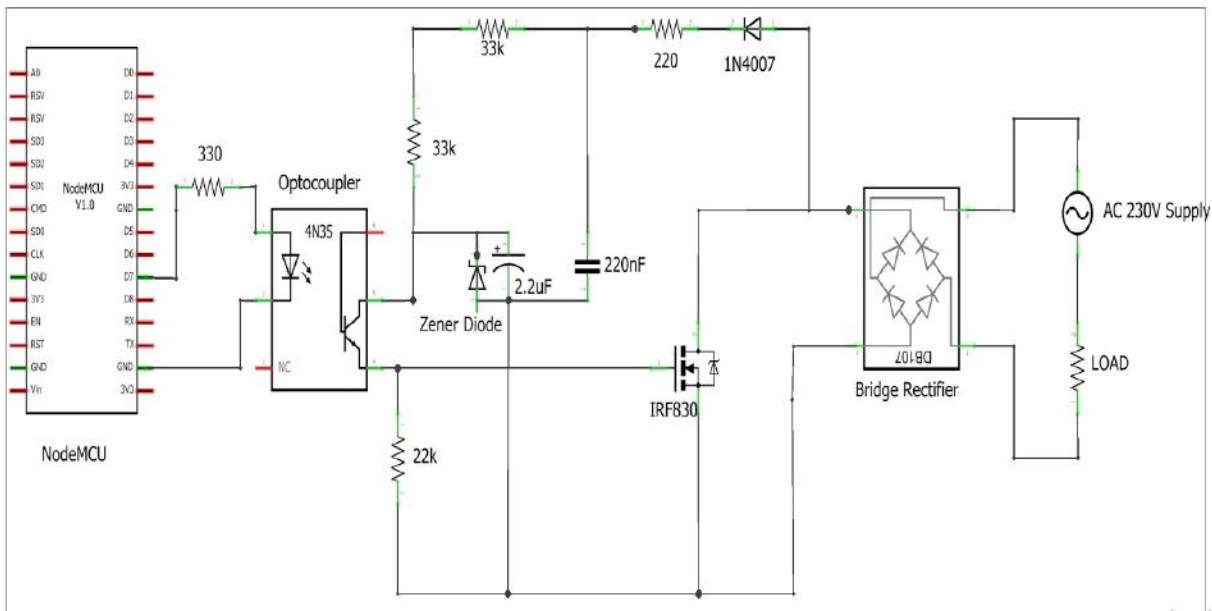 33k
220
1N4007
A0
RSV
RSV
SD3
SD2
SD1
CMD
SD0
CLK
GND
3V3
EN
RST
GND
Vin
NodeMCU
V1.0
D0
D1
D2
D3
D4
3V3
GND
D5
D6
D7
D8
RX
TX
GND
3V3
NodeMCU
330
Optocoupler
4N35
NC
33k
Zener Diode
2.2uF
+
220nF
22k
IRF830
DB107
Bridge Rectifier
AC 230V Supply
LOAD